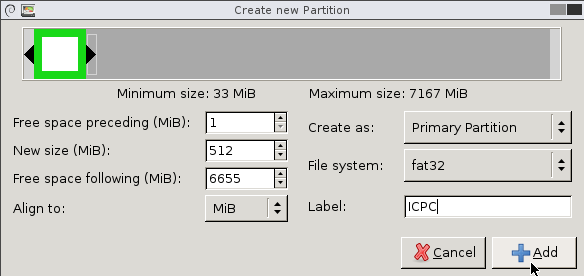 Create new Partition
Minimum size: 33 MiB Maximum size: 7167 MiB
Free space preceding (MiB): 1 Create as: Primary Partition
New size (MiB): 512 File system: fat32
Free space following (MiB): 6655 Label: ICPC
Align to: MiB
Cancel Add